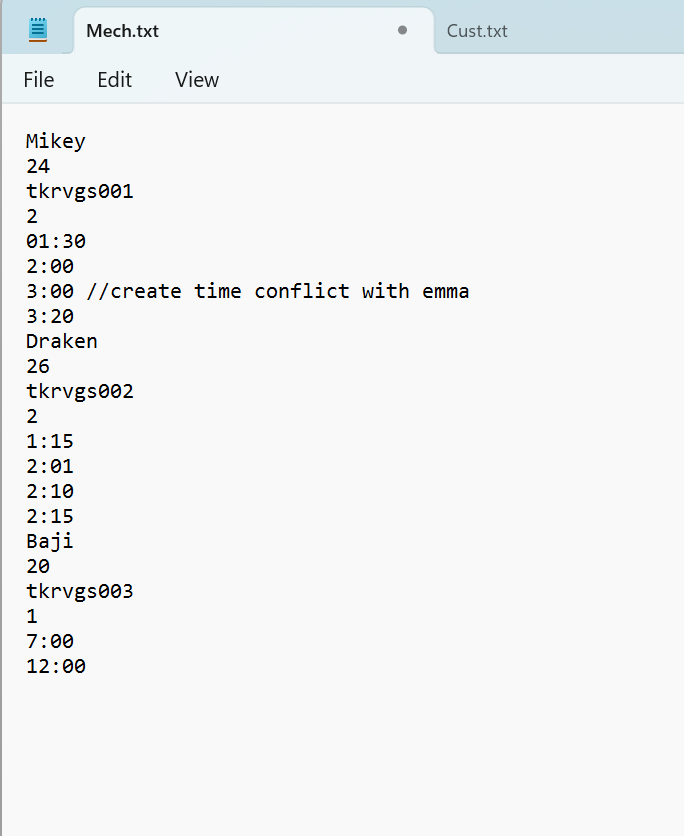 Mech.txt
Cust.txt
File Edit View
Mikey
24
tkrvgs001
2
01:30
2:00
3:00 //create time conflict with emma
3:20
Draken
26
tkrvgs002
2
1:15
2:01
2:10
2:15
Baji
20
tkrvgs003
1
7:00
12:00